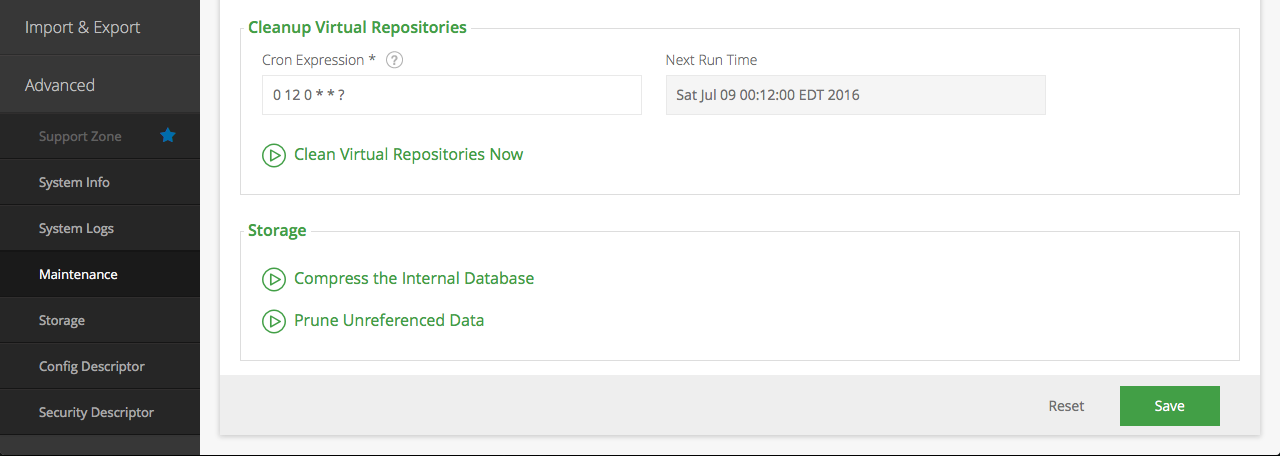 Import & Export
Advanced
Support Zone
System Info
System Logs
Maintenance
Storage
Config Descriptor
Security Descriptor
Cleanup Virtual Repositories
Cron Expression * ?
Next Run Time
0 12 0 * * ?
Sat Jul 09 00:12:00 EDT 2016
Clean Virtual Repositories Now
Storage
Compress the Internal Database
Prune Unreferenced Data
Reset
Save